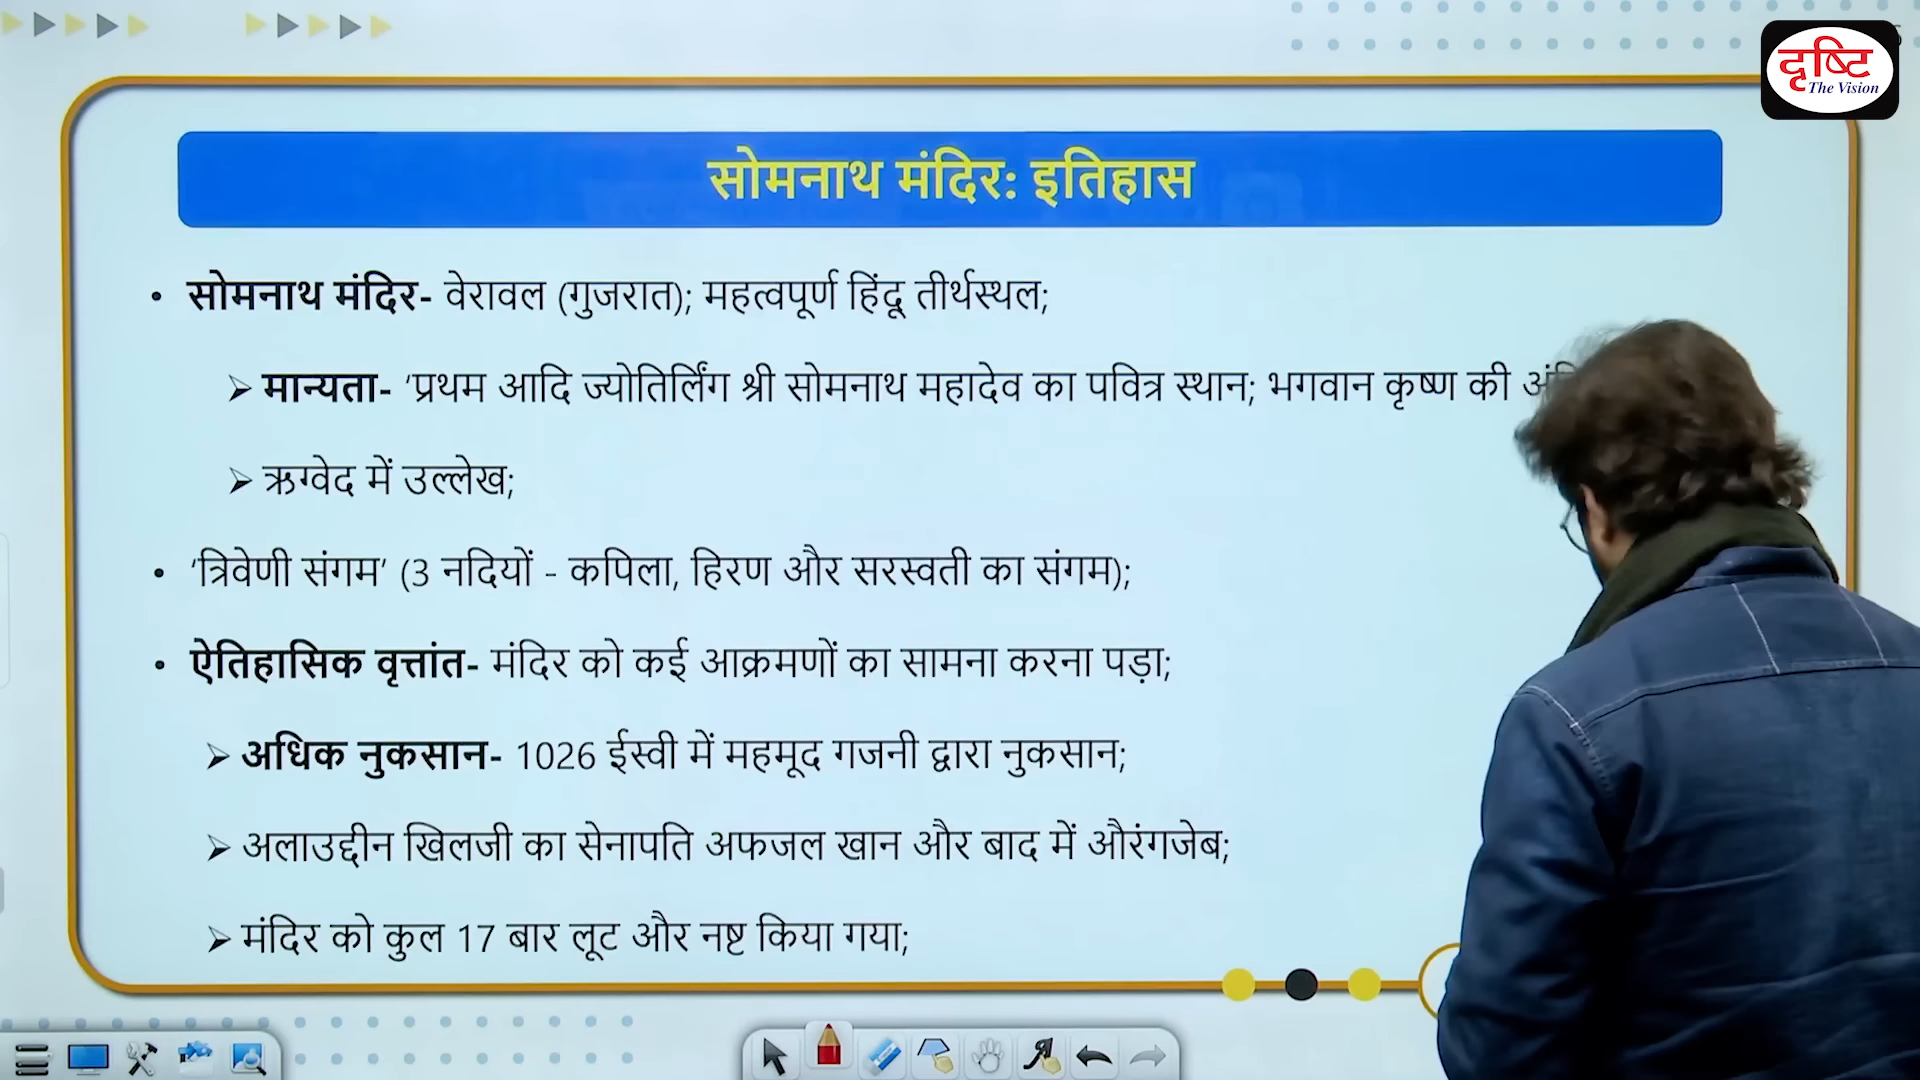 दृष्टि
The Vision
सोमनाथ मंदिर: इतिहास
• सोमनाथ मंदिर- वेरावल (गुजरात); महत्वपूर्ण हिंदू तीर्थस्थल;
➢ मान्यता- ‘प्रथम आदि ज्योतिर्लिंग श्री सोमनाथ महादेव का पवित्र स्थान; भगवान कृष्ण की
➢ ऋग्वेद में उल्लेख;
• ‘त्रिवेणी संगम’ (3 नदियों - कपिला, हिरण और सरस्वती का संगम);
• ऐतिहासिक वृत्तांत- मंदिर को कई आक्रमणों का सामना करना पड़ा;
➢ अधिक नुकसान- 1026 ईस्वी में महमूद गजनी द्वारा नुकसान;
➢ अलाउद्दीन खिलजी का सेनापति अफजल खान और बाद में औरंगजेब;
➢ मंदिर को कुल 17 बार लूट और नष्ट किया गया;